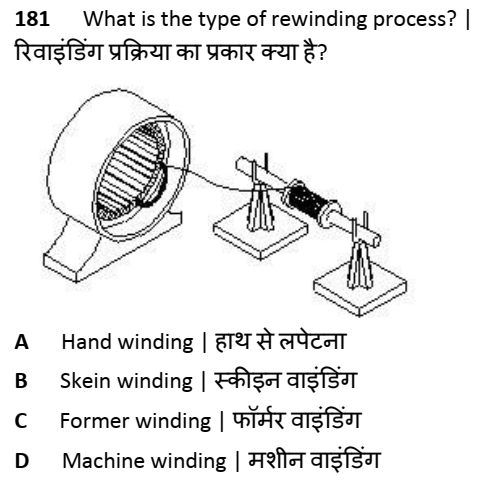 181 What is the type of rewinding process? |
रिवाइंडिंग प्रक्रिया का प्रकार क्या है?
A Hand winding | हाथ से लपेटना
B Skein winding | स्कीइन वाइंडिंग
C Former winding | फॉर्मर वाइंडिंग
D Machine winding | मशीन वाइंडिंग